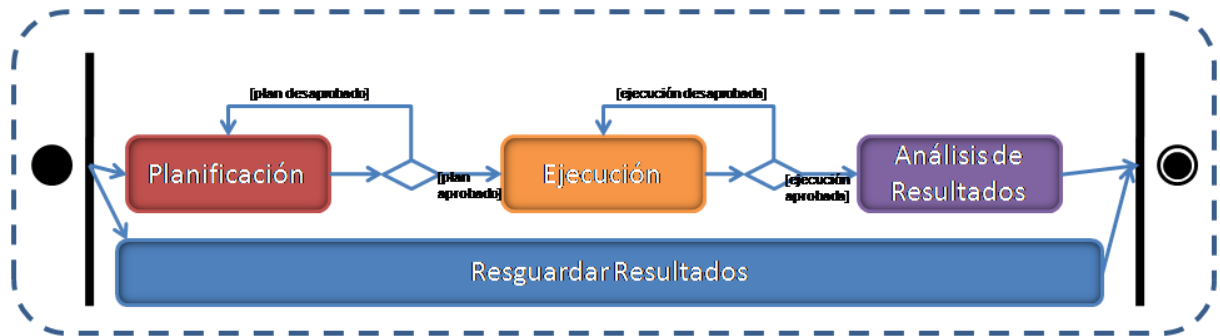 [plan desaprobado]
[ejecución desaprobada]
Planificación
[plan
aprobado]
Ejecución
[ejecución
aprobada]
Análisis de
Resultados
Resguardar Resultados